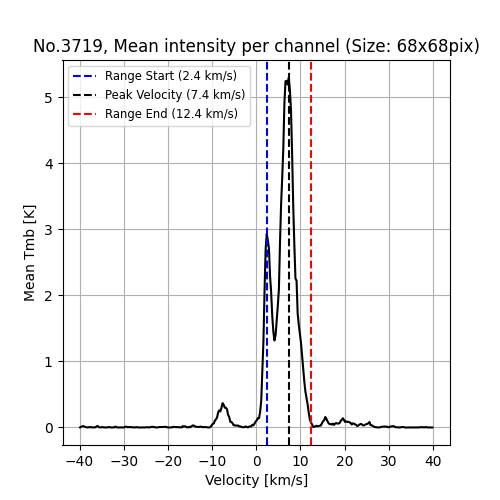 No.3719, Mean intensity per channel (Size: 68x68pix)
Range Start (2.4 km/s)
Peak Velocity (7.4 km/s)
Range End (12.4 km/s)
Mean Tmb [K]
5
4
3
2
1
0
−40 −30 −20 −10 0 10 20 30 40
Velocity [km/s]